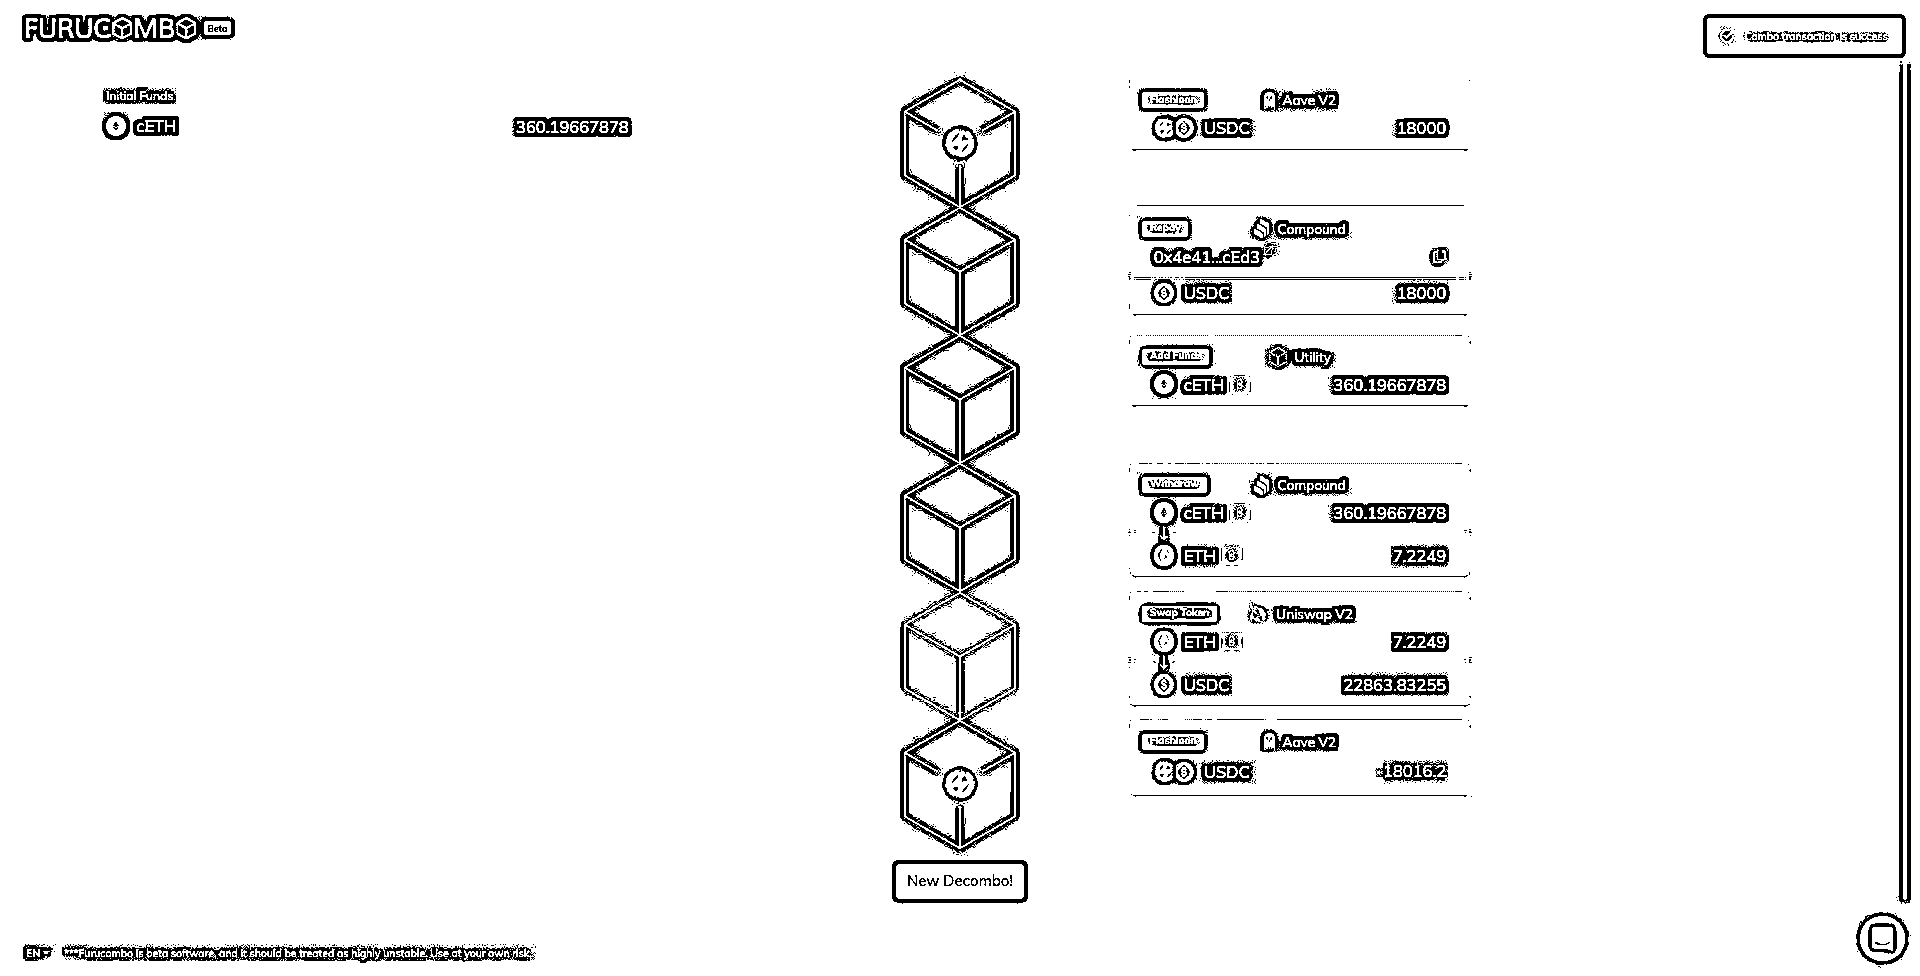 FURUCOMBO Beta
Combo transaction is success
Initial Funds
cETH 360.19667878
Flashloan Aave V2
USDC 18000
Repay Compound
0x4e41...cEd3
USDC 18000
Add Funds Utility
cETH 360.19667878
Withdraw Compound
cETH 360.19667878
ETH 7.2249
Swap Token Uniswap V2
ETH 7.2249
USDC 22863.83255
Flashloan Aave V2
USDC -18016.2
New Decombo!
EN ***Furucombo is beta software, and it should be treated as highly unstable. Use at your own risk.